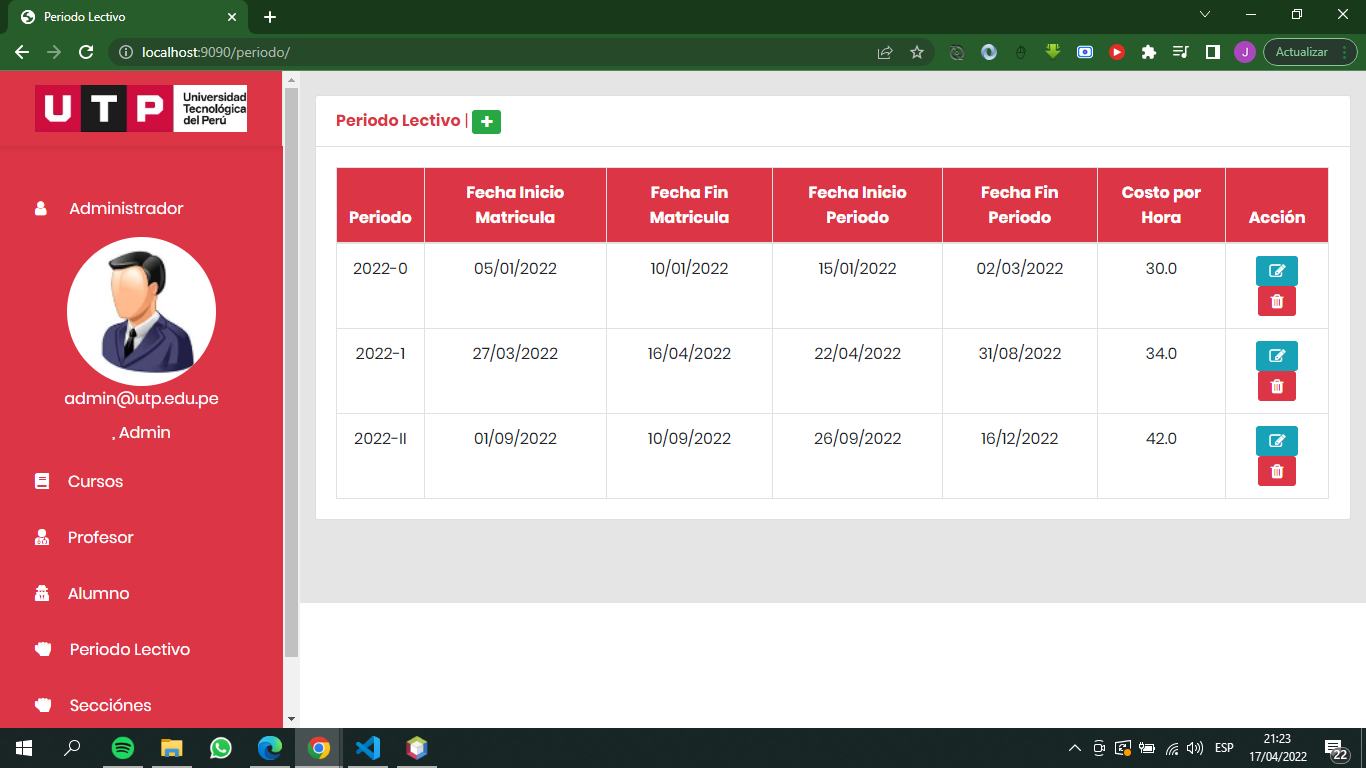 Periodo Lectivo
localhost:9090/periodo/
J
Actualizar
UTP
Universidad
Tecnológica
del Perú
Administrador
admin@utp.edu.pe
, Admin
Cursos
Profesor
Alumno
Periodo Lectivo
Secciónes
Periodo Lectivo | +
Periodo Fecha Inicio Matricula Fecha Fin Matricula Fecha Inicio Periodo Fecha Fin Periodo Costo por Hora Acción
2022-0 05/01/2022 10/01/2022 15/01/2022 02/03/2022 30.0
2022-1 27/03/2022 16/04/2022 22/04/2022 31/08/2022 34.0
2022-II 01/09/2022 10/09/2022 26/09/2022 16/12/2022 42.0
ESP
21:23
17/04/2022
22